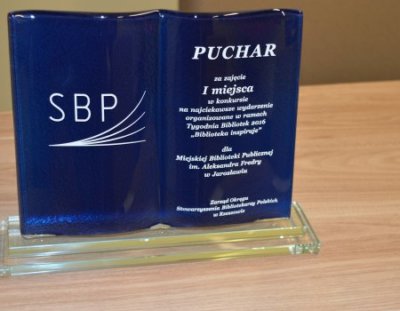 SBP
PUCHAR
za zajęcie
I miejsca
w konkursie
na najciekawsze wydarzenie
organizowane w ramach
Tygodnia Bibliotek 2016
„Biblioteka inspiruje"
dla
Miejskiej Biblioteki Publicznej
im. Aleksandra Fredry
w Jarosławiu
Zarząd Okręgu
Stowarzyszenie Bibliotekarzy Polskich
w Rzeszowie